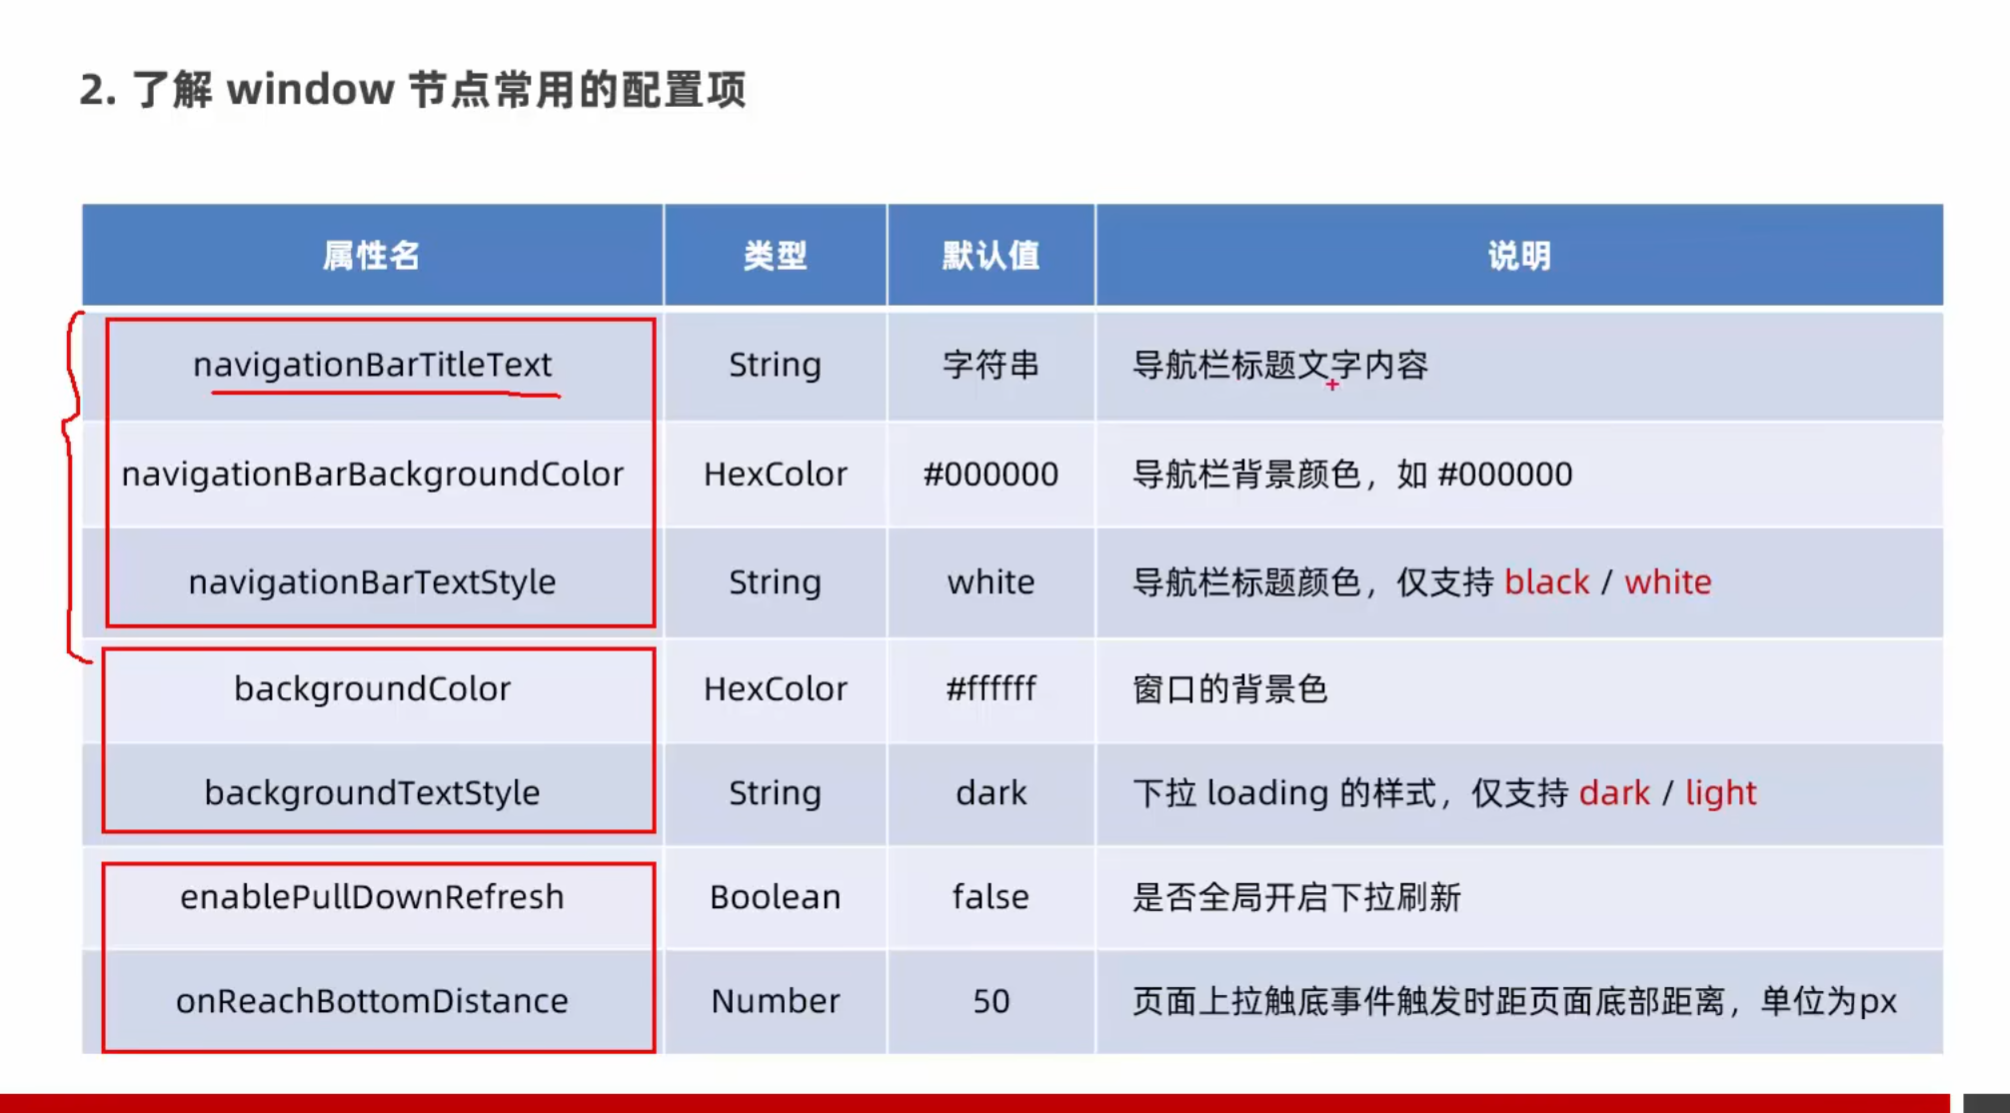 2. 了解 window 节点常用的配置项
属性名 类型 默认值 说明
navigationBarTitleText String 字符串 导航栏标题文字内容
navigationBarBackgroundColor HexColor #000000 导航栏背景颜色，如 #000000
navigationBarTextStyle String white 导航栏标题颜色，仅支持 black / white
backgroundColor HexColor #ffffff 窗口的背景色
backgroundTextStyle String dark 下拉 loading 的样式，仅支持 dark / light
enablePullDownRefresh Boolean false 是否全局开启下拉刷新
onReachBottomDistance Number 50 页面上拉触底事件触发时距页面底部距离，单位为px